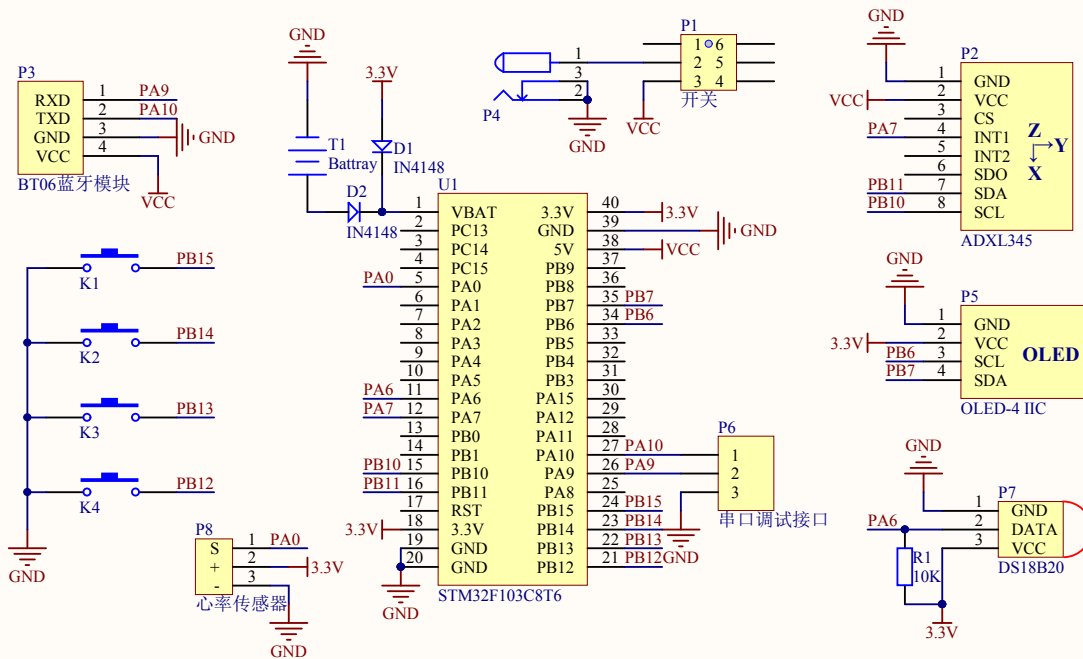 P3
RXD 1 PA9
TXD 2 PA10
GND 3 GND
VCC 4
BT06蓝牙模块
VCC
GND
T1
Battray
3.3V
D1
IN4148
D2
IN4148
P4
1
3
2
GND
P1
1 6
2 5
3 4
开关
VCC
GND
P2
1 GND
VCC 2 VCC
3 CS
PA7 4 INT1
5 INT2
6 SDO
PB11 7 SDA
PB10 8 SCL
Z
Y
X
ADXL345
K1 PB15
K2 PB14
K3 PB13
K4 PB12
GND
U1
1 VBAT 3.3V 40 3.3V
2 PC13 GND 39 GND
3 PC14 5V 38 VCC
4 PC15 PB9 37
PA0 5 PA0 PB8 36
6 PA1 PB7 35 PB7
7 PA2 PB6 34 PB6
8 PA3 PB5 33
9 PA4 PB4 32
10 PA5 PB3 31
PA6 11 PA6 PA15 30
PA7 12 PA7 PA12 29
13 PB0 PA11 28
14 PB1 PA10 27 PA10
PB10 15 PB10 PA9 26 PA9
PB11 16 PB11 PA8 25
17 RST PB15 24 PB15
3.3V 18 3.3V PB14 23 PB14
19 GND PB13 22 PB13
20 GND PB12 21 PB12
GND
STM32F103C8T6
P6
1
2
3
串口调试接口
GND
GND
P5
1 GND
3.3V 2 VCC
PB6 3 SCL
PB7 4 SDA
OLED
OLED-4 IIC
GND
P7
1 GND
PA6 2 DATA
3 VCC
DS18B20
R1
10K
3.3V
P8
S 1 PA0
+ 2 3.3V
- 3
心率传感器
GND